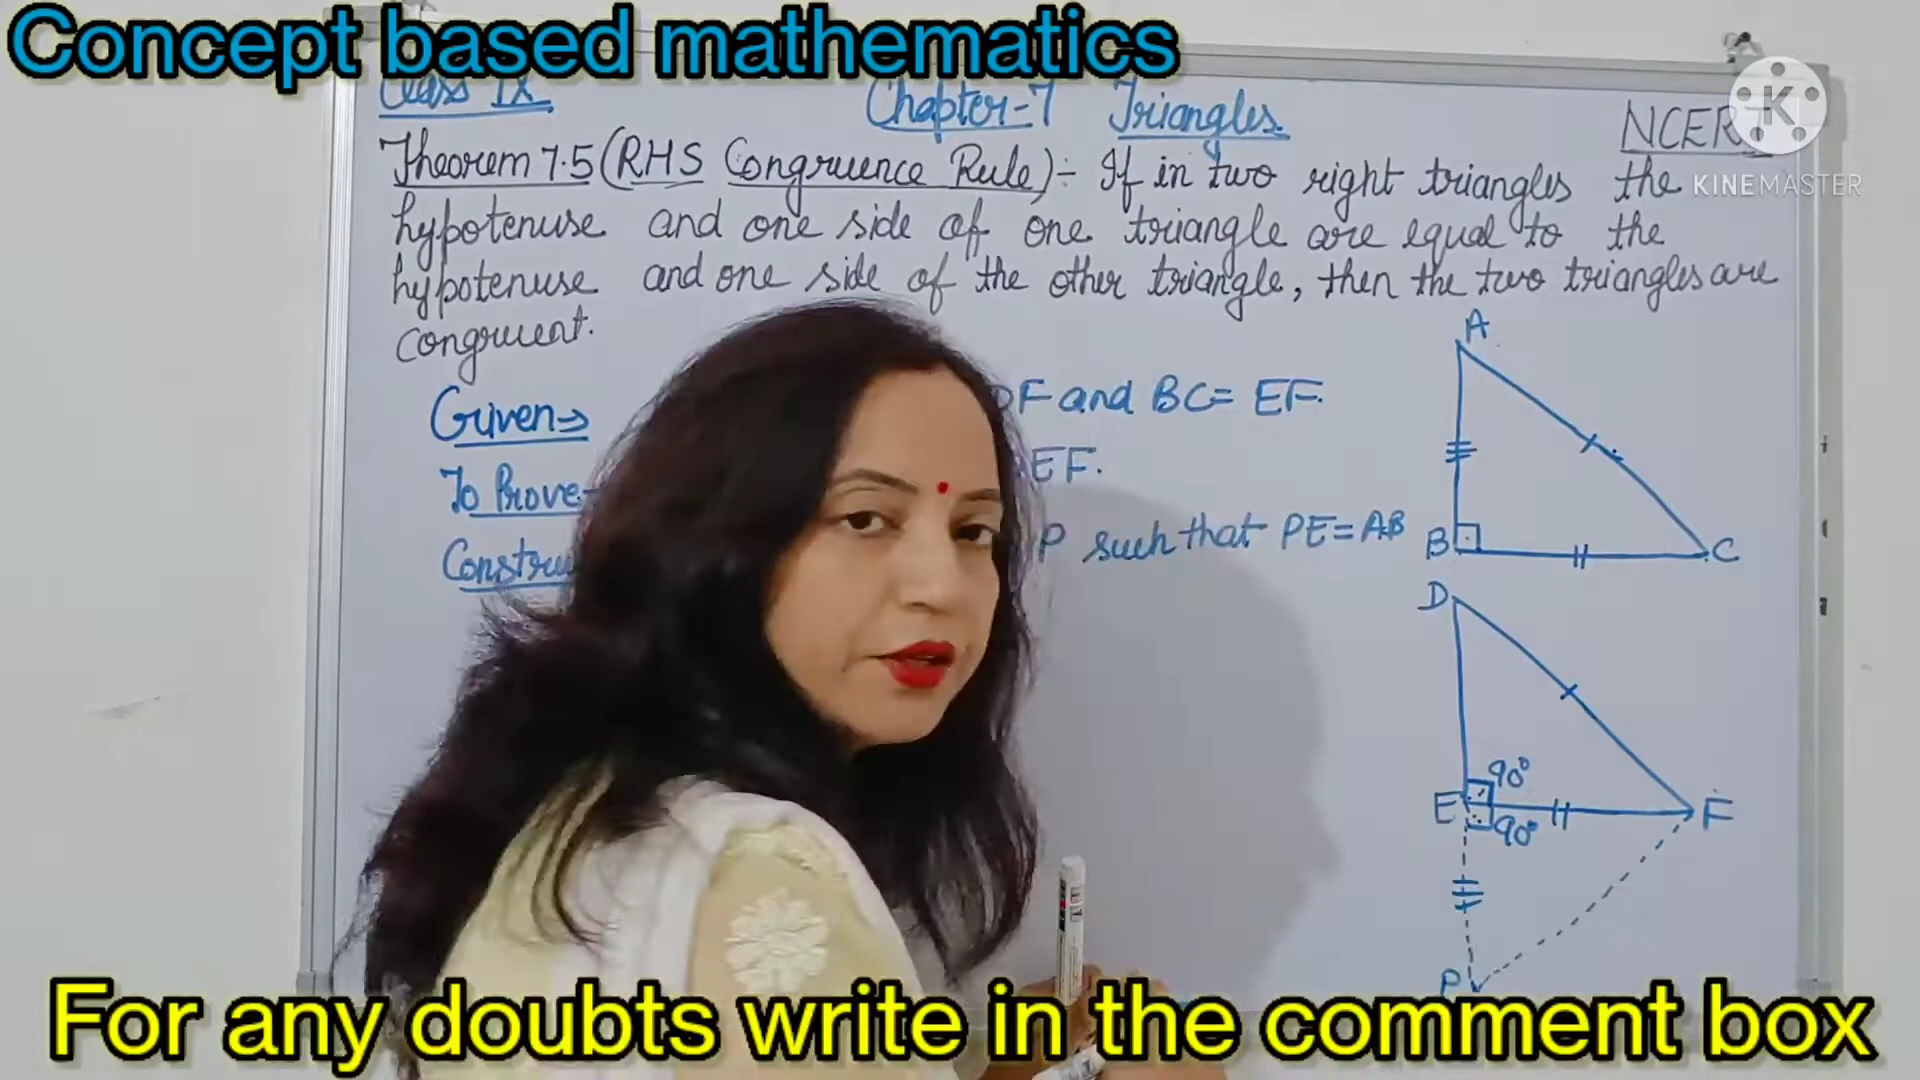 Concept based mathematics
Class IX
Chapter-7 Triangles
NCERT
K
KINEMASTER
Theorem 7.5 (RHS Congruence Rule):- If in two right triangles the
hypotenuse and one side of one triangle are equal to the
hypotenuse and one side of the other triangle, then the two triangles are
congruent.
Given→ DF and BC= EF.
To Prove- EF.
Constru P such that PE=AB
A
B
C
D
90°
E
F
90°
P
For any doubts write in the comment box